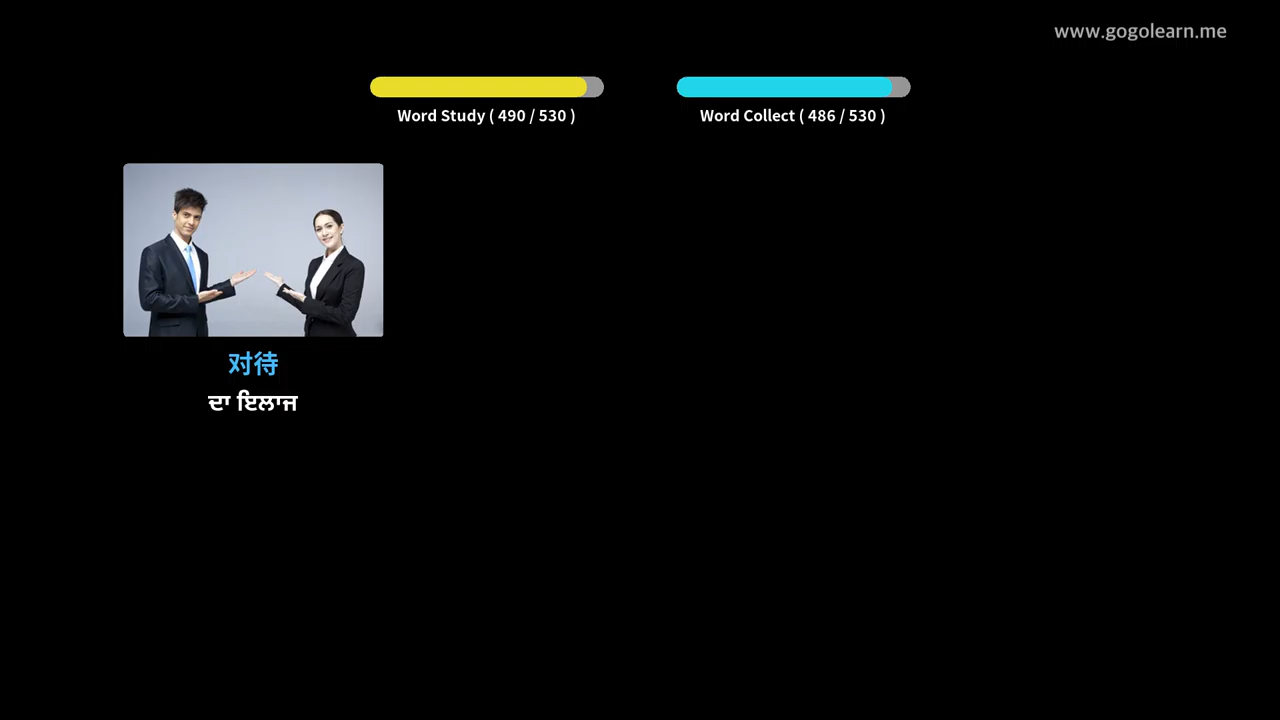 www.gogolearn.me
Word Study ( 490 / 530 )
Word Collect ( 486 / 530 )
对待
ਦਾ ਇਲਾਜ